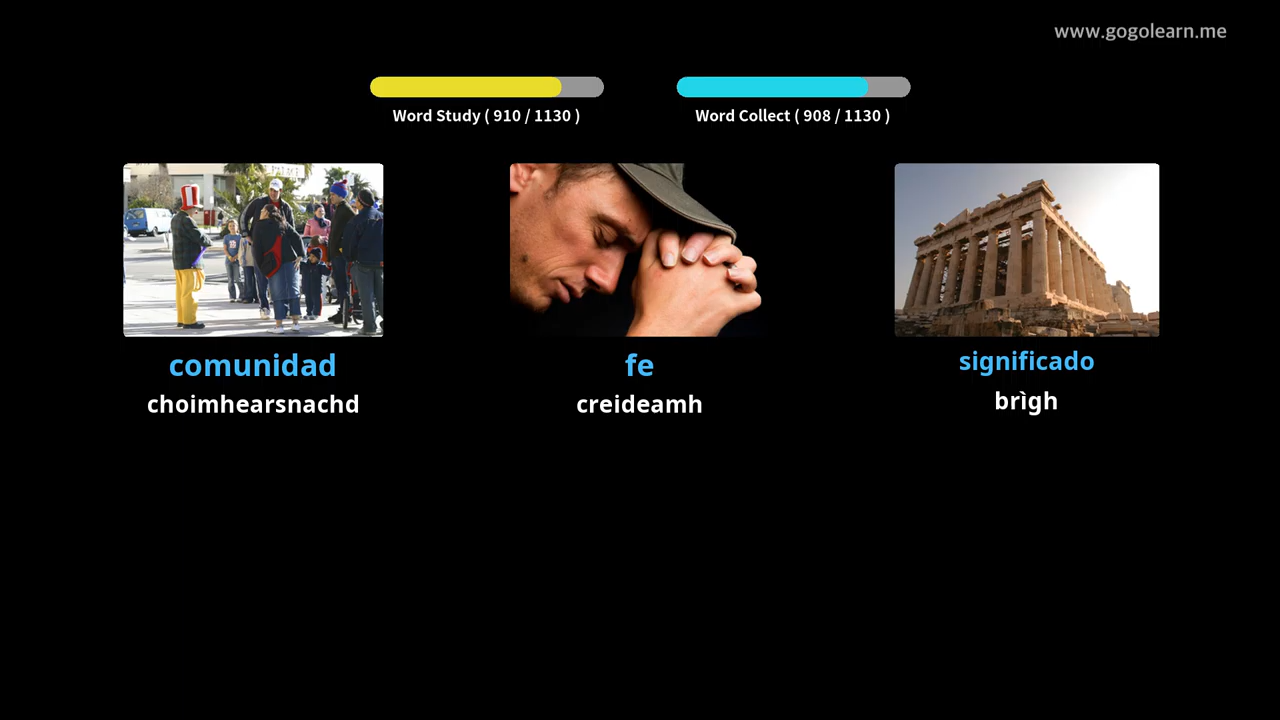 www.gogolearn.me
Word Study ( 910 / 1130 )
Word Collect ( 908 / 1130 )
comunidad
choimhearsnachd
fe
creideamh
significado
brìgh